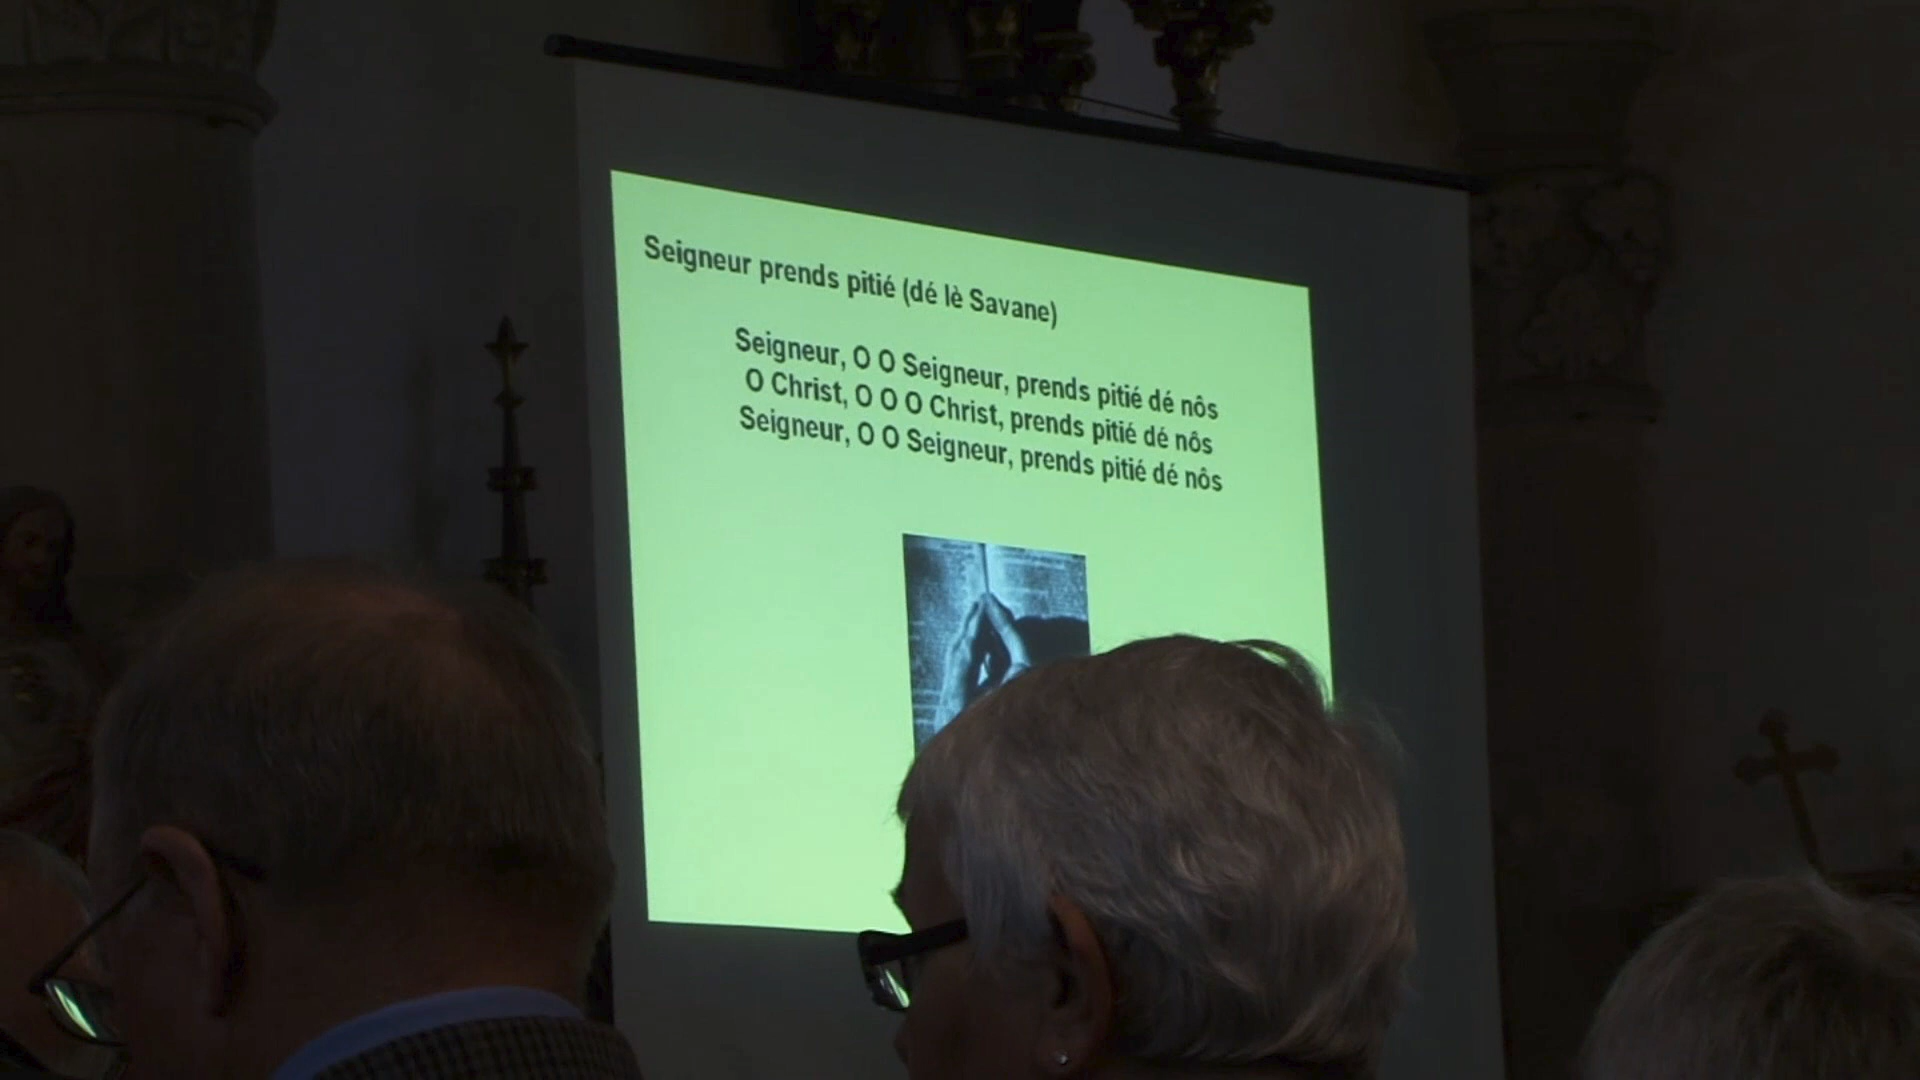 Seigneur prends pitié (dé lè Savane)
Seigneur, O O Seigneur, prends pitié dé nôs
O Christ, O O O Christ, prends pitié dé nôs
Seigneur, O O Seigneur, prends pitié dé nôs